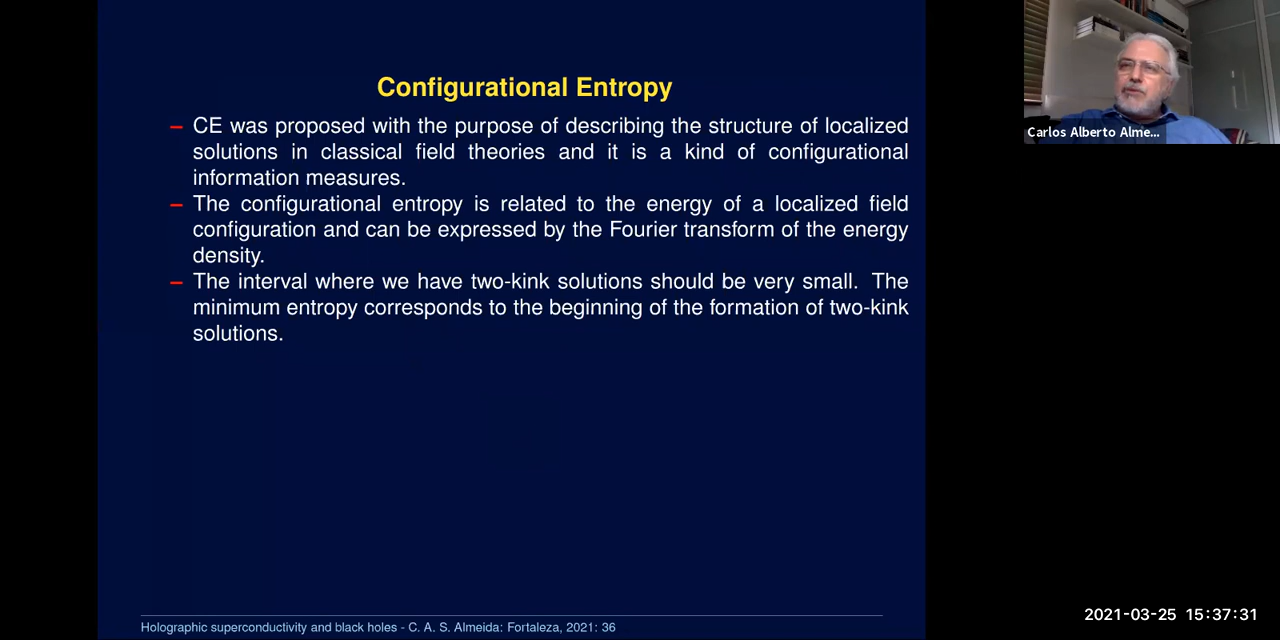 Configurational Entropy
– CE was proposed with the purpose of describing the structure of localized
solutions in classical field theories and it is a kind of configurational
information measures.
– The configurational entropy is related to the energy of a localized field
configuration and can be expressed by the Fourier transform of the energy
density.
– The interval where we have two-kink solutions should be very small. The
minimum entropy corresponds to the beginning of the formation of two-kink
solutions.
Holographic superconductivity and black holes - C. A. S. Almeida: Fortaleza, 2021: 36
Carlos Alberto Alme...
2021-03-25 15:37:31